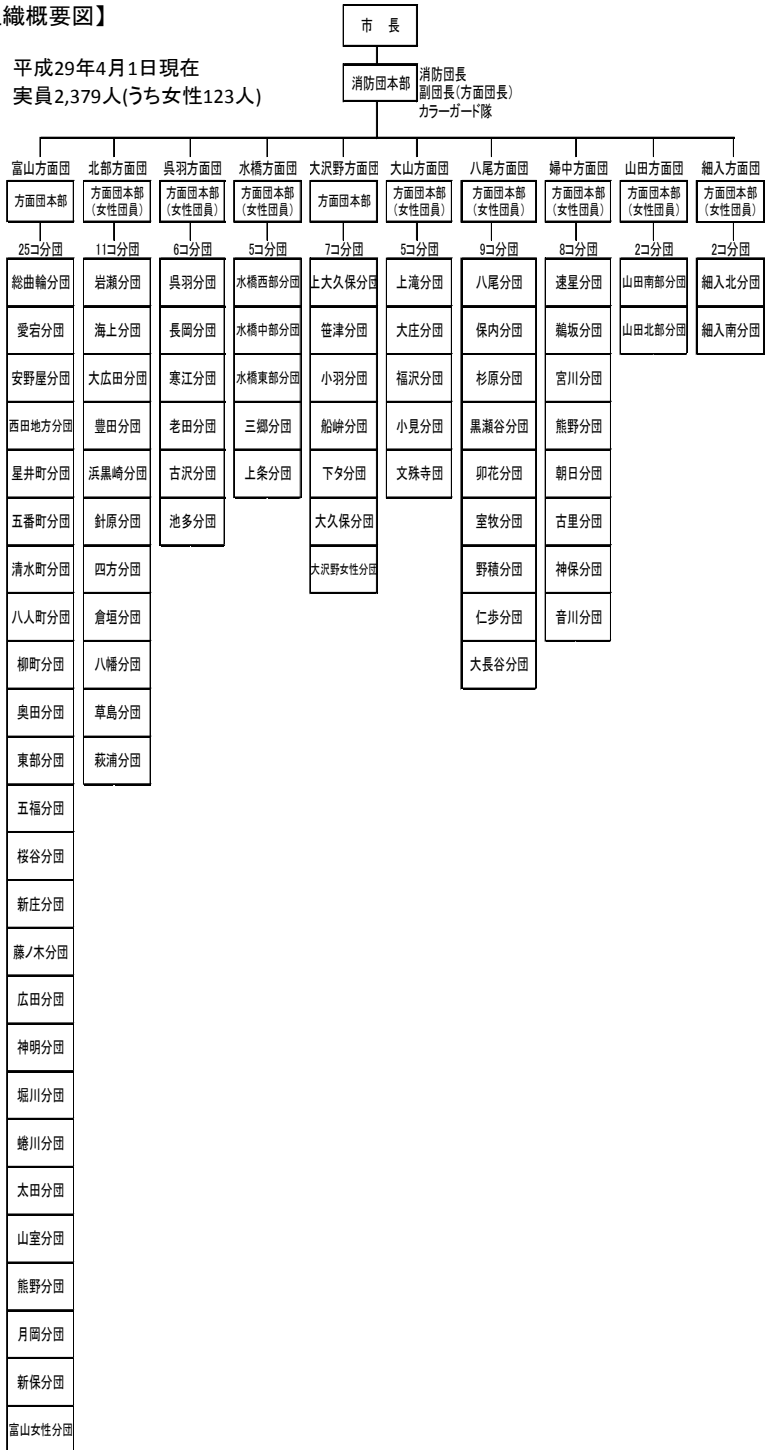 織概要図】
市 長
平成29年4月1日現在
実員2,379人(うち女性123人)
消防団本部
消防団長
副団長(方面団長)
カラーガード隊
富山方面団 北部方面団 呉羽方面団 水橋方面団 大沢野方面団 大山方面団 八尾方面団 婦中方面団 山田方面団 細入方面団
方面団本部 方面団本部 方面団本部 方面団本部 方面団本部 方面団本部 方面団本部 方面団本部 方面団本部 方面団本部
(女性団員) (女性団員) (女性団員) (女性団員) (女性団員) (女性団員) (女性団員) (女性団員)
25コ分団 11コ分団 6コ分団 5コ分団 7コ分団 5コ分団 9コ分団 8コ分団 2コ分団 2コ分団
総曲輪分団 岩瀬分団 呉羽分団 水橋西部分団 上大久保分団 上滝分団 八尾分団 速星分団 山田南部分団 細入北分団
愛宕分団 海上分団 長岡分団 水橋中部分団 笹津分団 大庄分団 保内分団 鵜坂分団 山田北部分団 細入南分団
安野屋分団 大広田分団 寒江分団 水橋東部分団 小羽分団 福沢分団 杉原分団 宮川分団
西田地方分団 豊田分団 老田分団 三郷分団 船峅分団 小見分団 黒瀬谷分団 熊野分団
星井町分団 浜黒崎分団 古沢分団 上条分団 下タ分団 文殊寺団 卯花分団 朝日分団
五番町分団 針原分団 池多分団 大久保分団 室牧分団 古里分団
清水町分団 四方分団 大沢野女性分団 野積分団 神保分団
八人町分団 倉垣分団 仁歩分団 音川分団
柳町分団 八幡分団 大長谷分団
奥田分団 草島分団
東部分団 萩浦分団
五福分団
桜谷分団
新庄分団
藤ノ木分団
広田分団
神明分団
堀川分団
蜷川分団
太田分団
山室分団
熊野分団
月岡分団
新保分団
富山女性分団